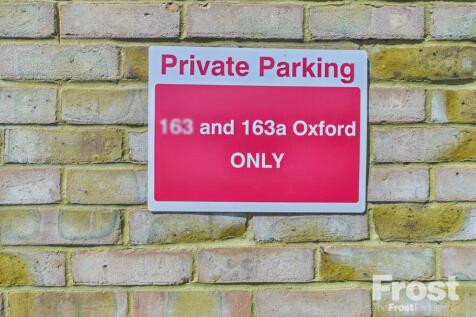 Private Parking
163 and 163a Oxford
ONLY
Frost